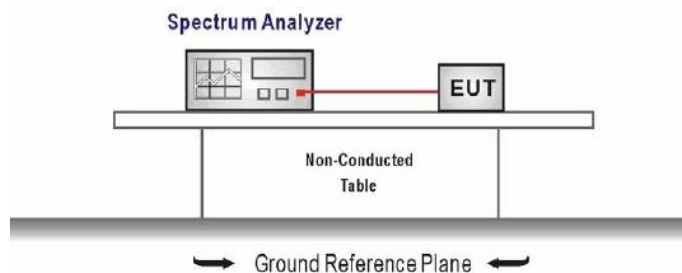 Spectrum Analyzer
EUT
Non-Conducted
Table
Ground Reference Plane